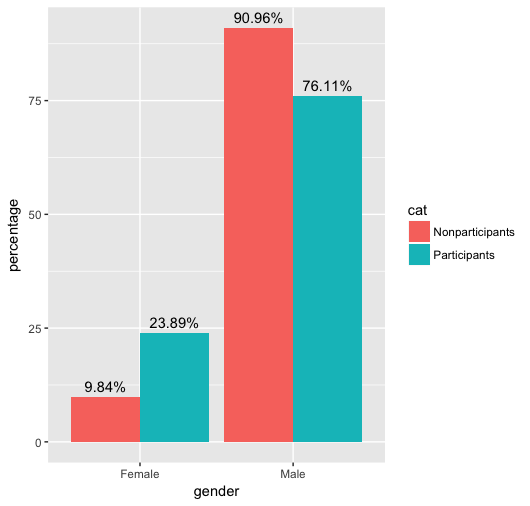 90.96%
76.11%
23.89%
9.84%
75
50
25
0
percentage
Female
Male
gender
cat
Nonparticipants
Participants